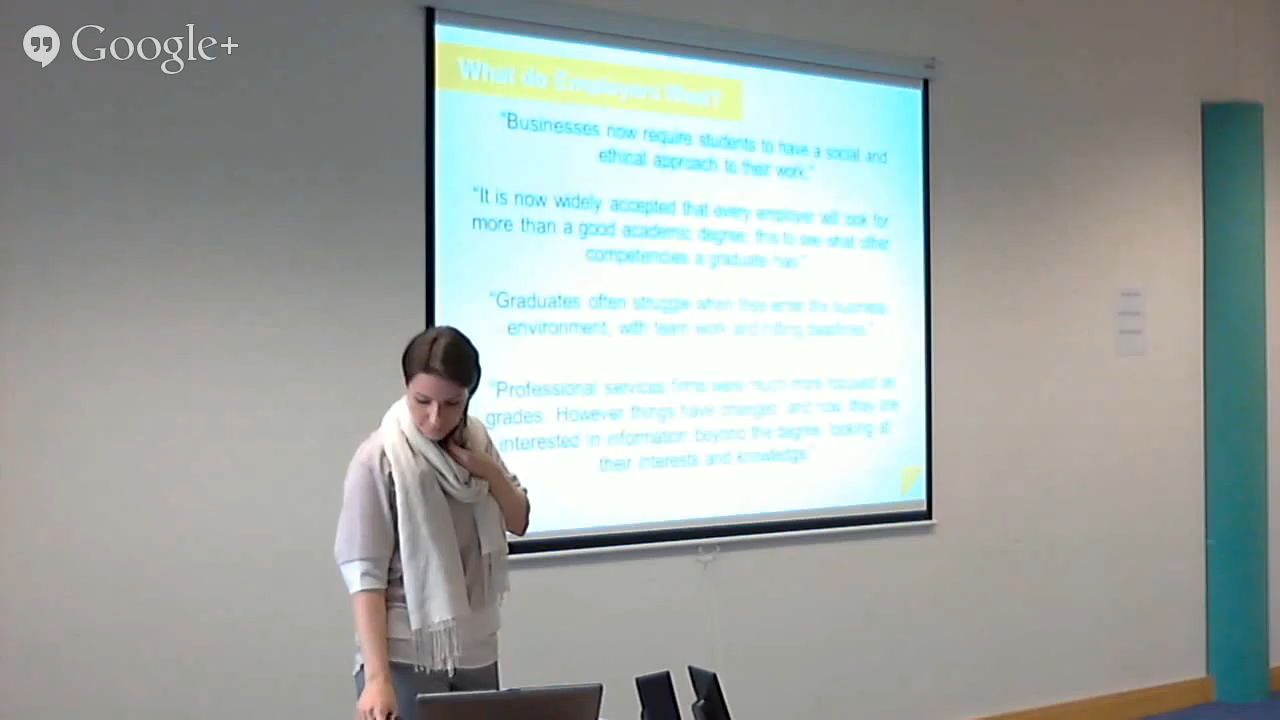 Google+
What do Employers Want?
"Businesses now require students to have a social and
ethical approach to their work."
"It is now widely accepted that every employer will look for
more than a good academic degree, this to see what other
competencies a graduate has."
"Graduates often struggle when they enter the business
environment, with team work and hitting deadlines."
"Professional services firms were much more focused on
grades. However things have changed, and now they are
interested in information beyond the degree, looking at
their interests and knowledge"